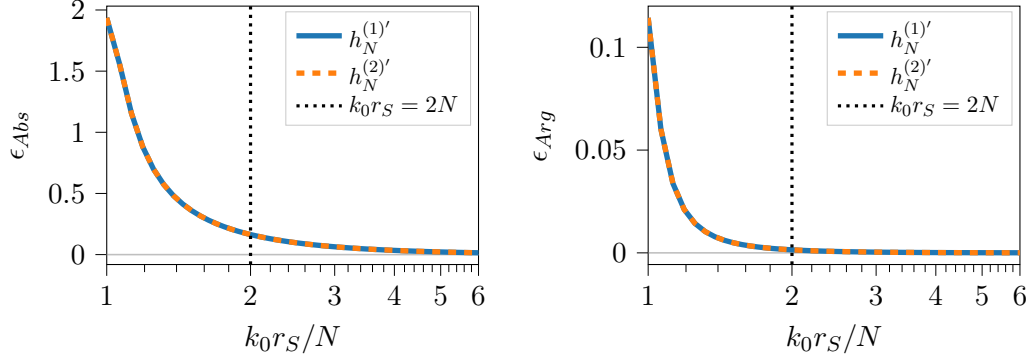 2
1.5
1
0.5
0
ϵ_{Abs}
h_N^{(1)′}
h_N^{(2)′}
k_0 r_S = 2N
1 2 3 4 5 6
k_0 r_S/N
0.1
0.05
0
ϵ_{Arg}
h_N^{(1)′}
h_N^{(2)′}
k_0 r_S = 2N
1 2 3 4 5 6
k_0 r_S/N